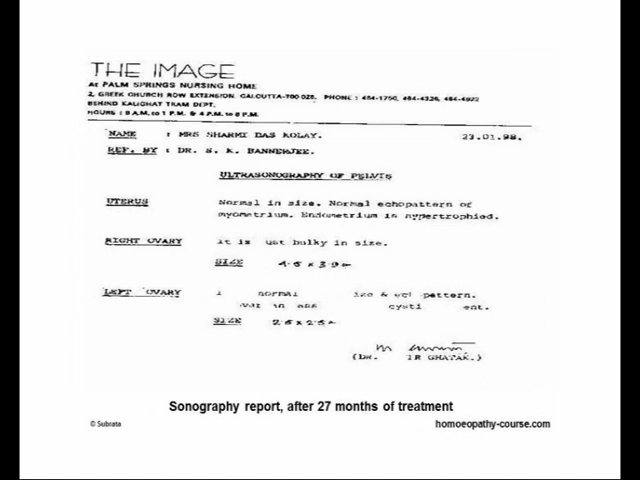 THE IMAGE
At PALM SPRINGS NURSING HOME
2, GREEK CHURCH ROW EXTENSION. CALCUTTA-700 026. PHONE : 464-1750, 464-4326, 464-4922
BEHIND KALIGHAT TRAM DEPT.
HOURS : 9 A.M. to 1 P.M. & 4 P.M. to 8 P.M.
NAME : MRS SHARMI DAS KOLAY. 23.01.98.
REF. BY : DR. S. K. BANNERJEE.
ULTRASONOGRAPHY OF PELVIS
UTERUS Normal in size. Normal echopattern of
myometrium. Endometrium is hypertrophied.
RIGHT OVARY It is bulky in size.
SIZE
LEFT OVARY normal pattern.
SIZE
(DR. GHATAK.)
Sonography report, after 27 months of treatment
© Subrata homoeopathy-course.com